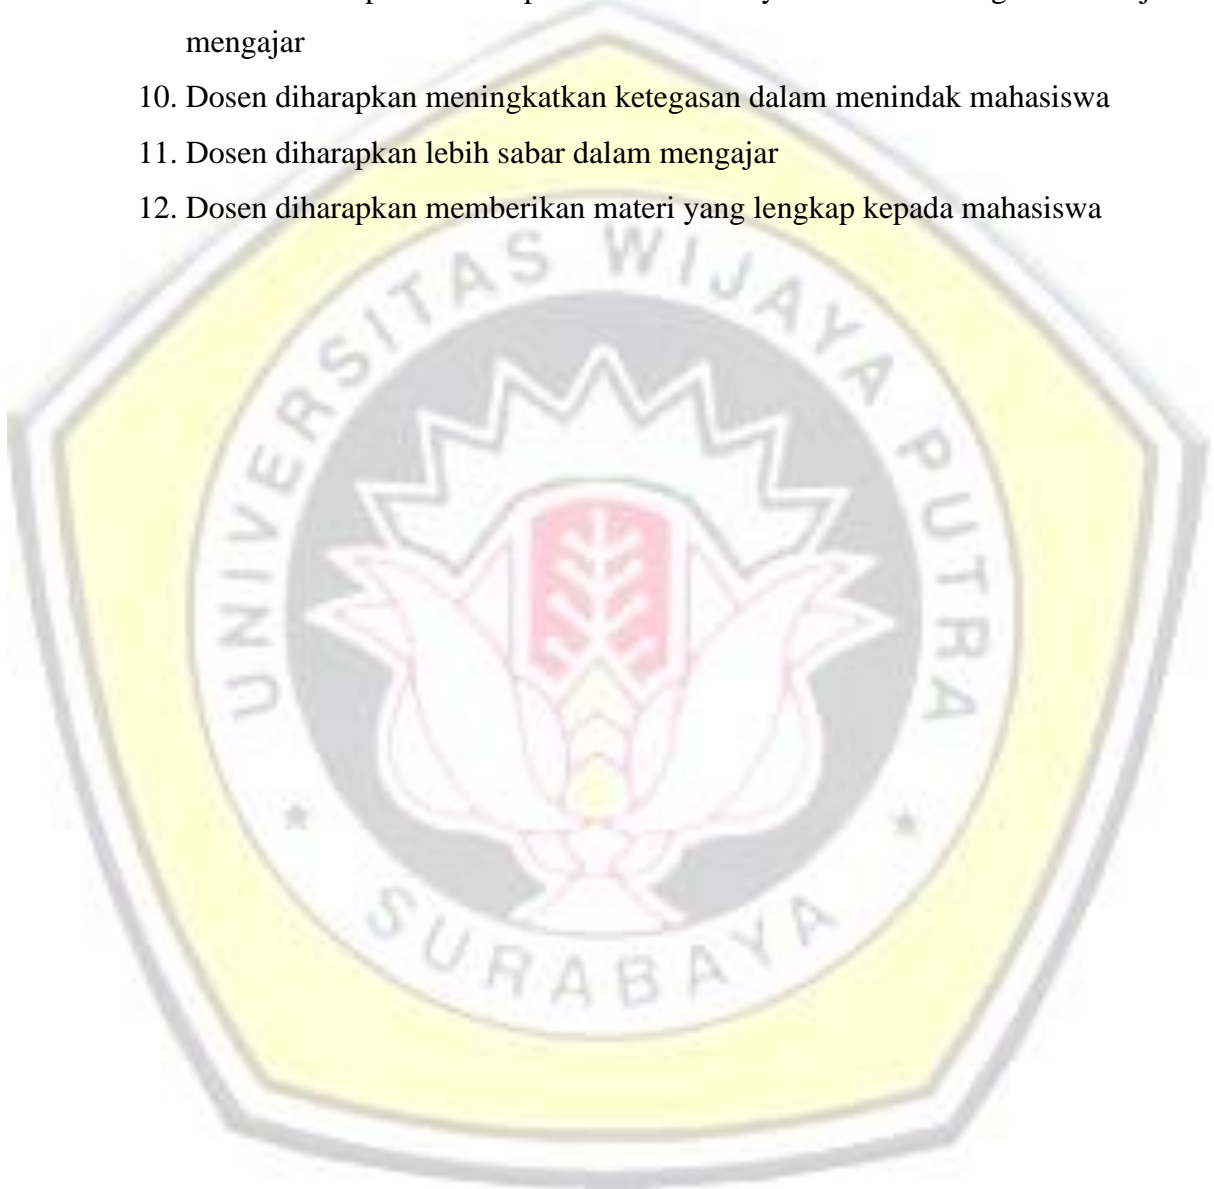 mengajar
10. Dosen diharapkan meningkatkan ketegasan dalam menindak mahasiswa
11. Dosen diharapkan lebih sabar dalam mengajar
12. Dosen diharapkan memberikan materi yang lengkap kepada mahasiswa
UNIVERSITAS WIJAYA PUTRA
* SURABAYA *